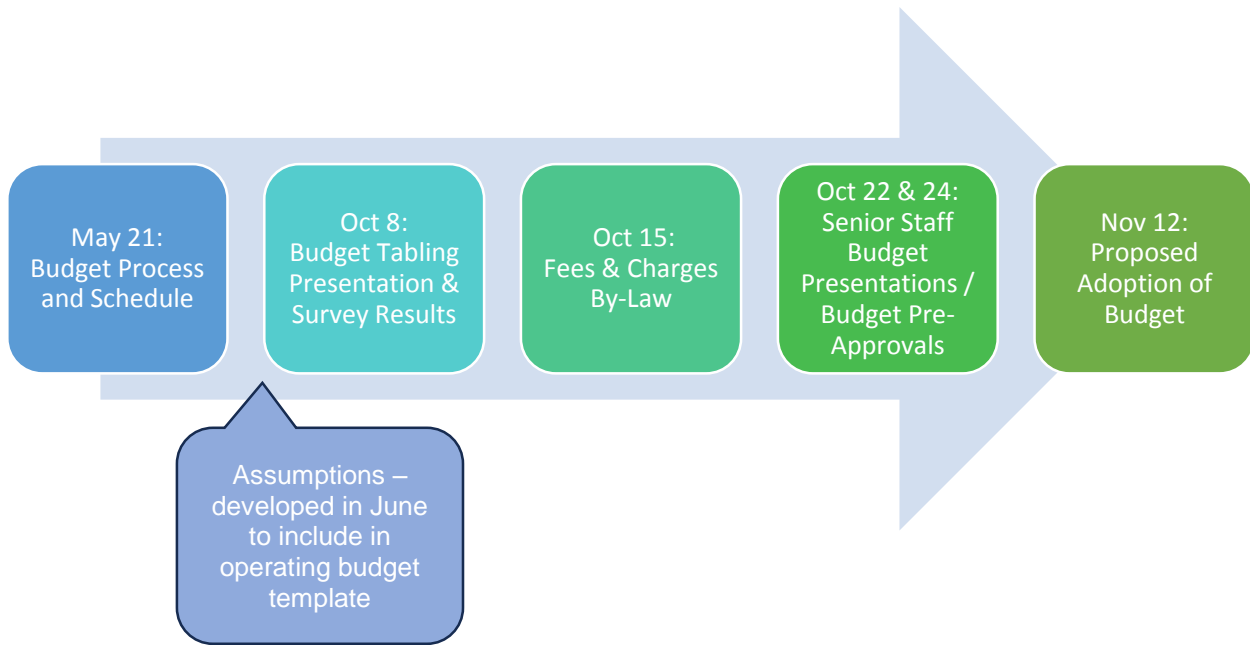 May 21:
Budget Process
and Schedule
Oct 8:
Budget Tabling
Presentation &
Survey Results
Oct 15:
Fees & Charges
By-Law
Oct 22 & 24:
Senior Staff
Budget
Presentations /
Budget Pre-
Approvals
Nov 12:
Proposed
Adoption of
Budget
Assumptions –
developed in June
to include in
operating budget
template